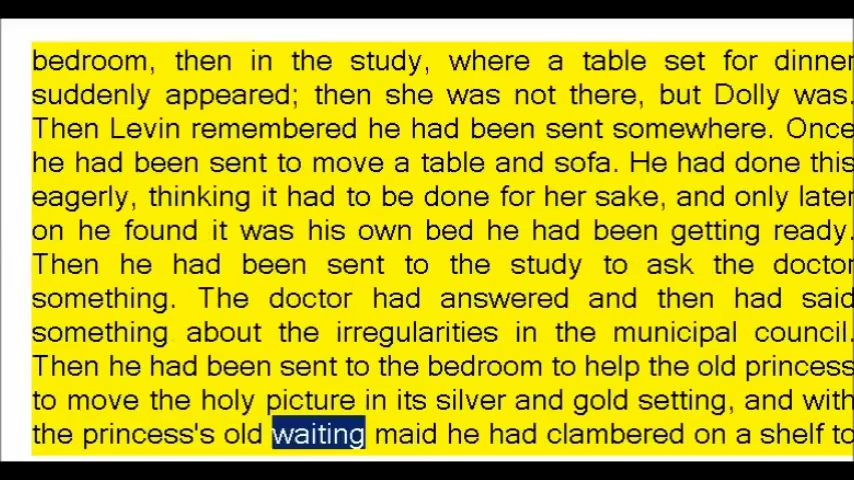 bedroom, then in the study, where a table set for dinner
suddenly appeared; then she was not there, but Dolly was.
Then Levin remembered he had been sent somewhere. Once
he had been sent to move a table and sofa. He had done this
eagerly, thinking it had to be done for her sake, and only later
on he found it was his own bed he had been getting ready.
Then he had been sent to the study to ask the doctor
something. The doctor had answered and then had said
something about the irregularities in the municipal council.
Then he had been sent to the bedroom to help the old princess
to move the holy picture in its silver and gold setting, and with
the princess's old waiting maid he had clambered on a shelf to